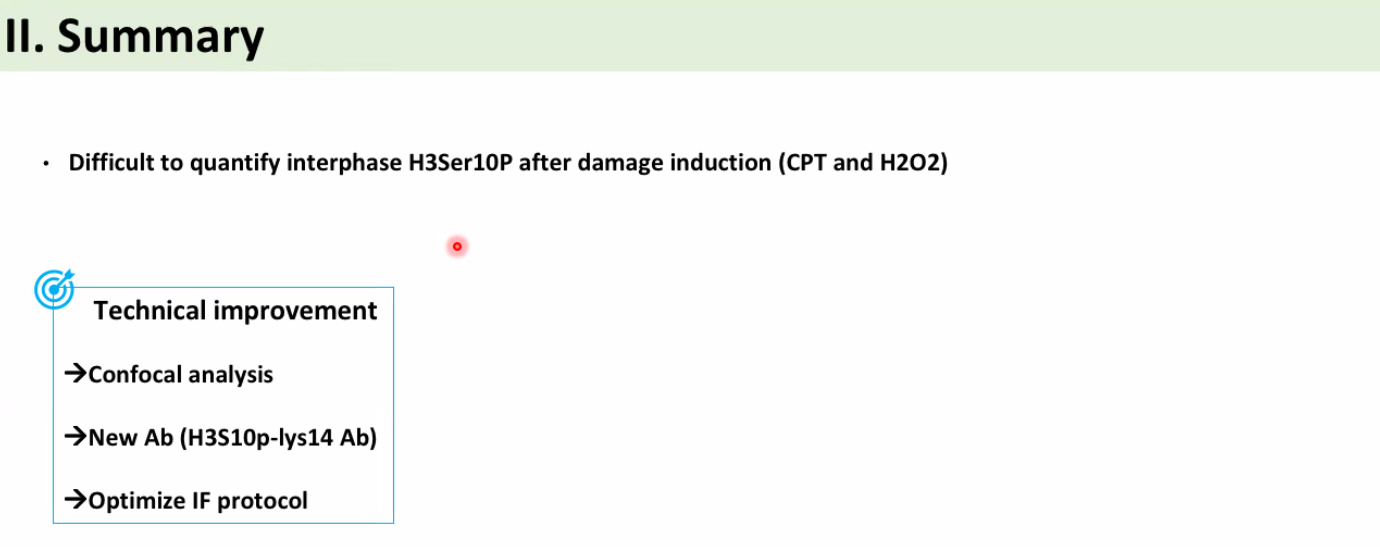 II. Summary
• Difficult to quantify interphase H3Ser10P after damage induction (CPT and H2O2)
Technical improvement
→Confocal analysis
→New Ab (H3S10p-lys14 Ab)
→Optimize IF protocol